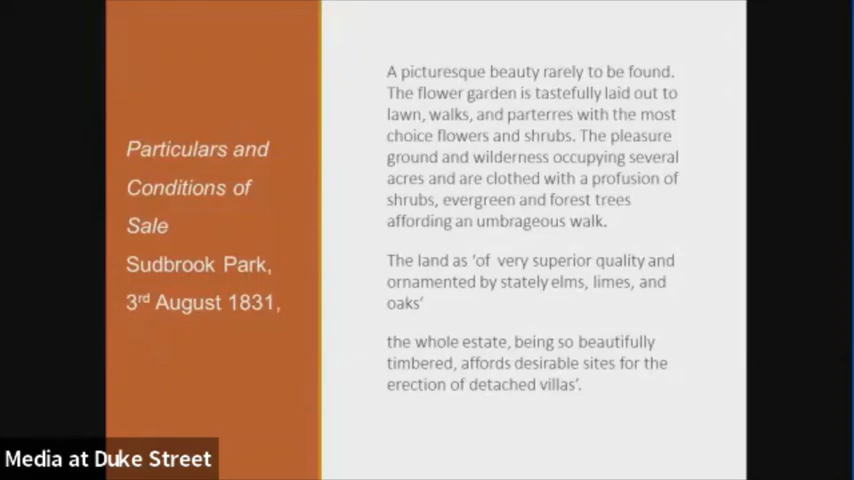 Particulars and
Conditions of
Sale
Sudbrook Park,
3rd August 1831,
A picturesque beauty rarely to be found.
The flower garden is tastefully laid out to
lawn, walks, and parterres with the most
choice flowers and shrubs. The pleasure
ground and wilderness occupying several
acres and are clothed with a profusion of
shrubs, evergreen and forest trees
affording an umbrageous walk.
The land as ‘of very superior quality and
ornamented by stately elms, limes, and
oaks’
the whole estate, being so beautifully
timbered, affords desirable sites for the
erection of detached villas’.
Media at Duke Street